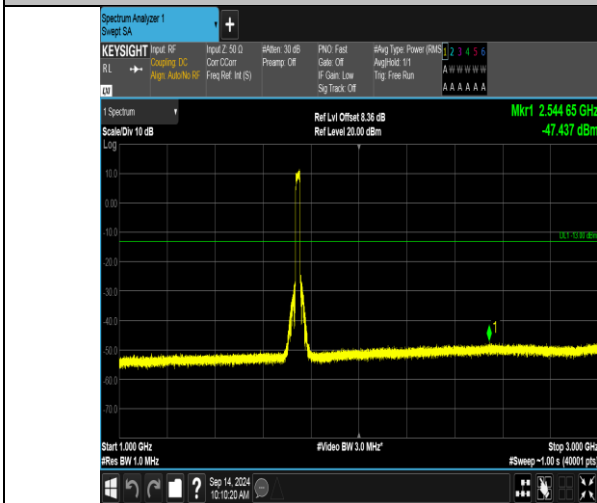 Spectrum Analyzer 1
Swept SA
+
KEYSIGHT Input: RF Input Z: 50 Ω #Atten: 30 dB PNO: Fast #Avg Type: Power (RMS) 1 2 3 4 5 6
RL Coupling: DC Corr CCorr Preamp: Off Gate: Off Avg|Hold: 1/1 A W W W W W
Align: Auto/No RF Freq Ref: Int (S) IF Gain: Low Trig: Free Run
Sig Track: Off A A A A A A
1 Spectrum
Ref Lvl Offset 8.36 dB Mkr1 2.544 65 GHz
Scale/Div 10 dB Ref Level 20.00 dBm -47.437 dBm
Log
10.0
0.00
-10.0
DL1 -13.00 dBm
-20.0
-30.0
-40.0
1
-50.0
-60.0
-70.0
Start 1.000 GHz #Video BW 3.0 MHz* Stop 3.000 GHz
#Res BW 1.0 MHz #Sweep ~1.00 s (40001 pts)
? Sep 14, 2024
10:10:20 AM